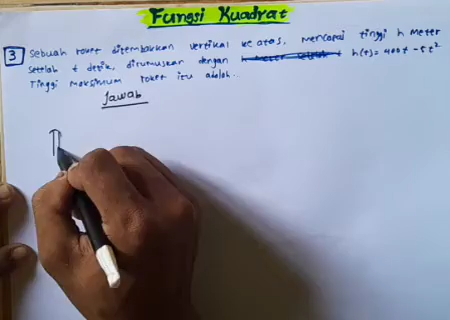 Fungsi Kuadrat
3 Sebuah roket ditembakkan vertikal ke atas, mencapai tinggi h meter
setelah t detik, dirumuskan dengan h(t) = 400t - 5t²
Tinggi maksimum roket itu adalah...
Jawab